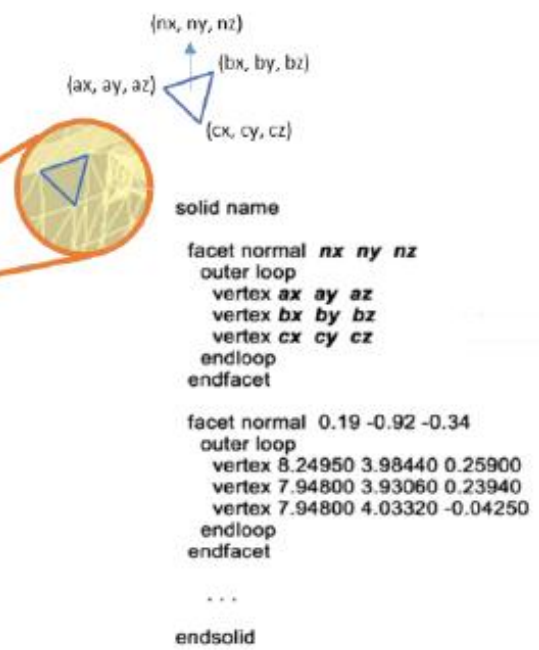 (nx, ny, nz)
(bx, by, bz)
(ax, ay, az)
(cx, cy, cz)
solid name
facet normal nx ny nz
outer loop
vertex ax ay az
vertex bx by bz
vertex cx cy cz
endloop
endfacet
facet normal 0.19 -0.92 -0.34
outer loop
vertex 8.24950 3.98440 0.25900
vertex 7.94800 3.93060 0.23940
vertex 7.94800 4.03320 -0.04250
endloop
endfacet
. . .
endsolid